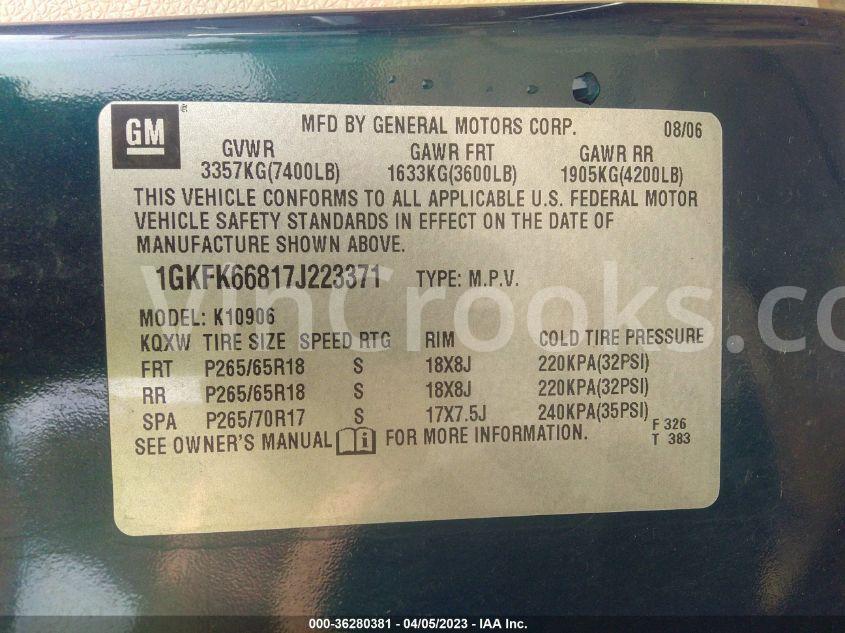 GM
MFD BY GENERAL MOTORS CORP. 08/06
GVWR GAWR FRT GAWR RR
3357KG(7400LB) 1633KG(3600LB) 1905KG(4200LB)
THIS VEHICLE CONFORMS TO ALL APPLICABLE U.S. FEDERAL MOTOR
VEHICLE SAFETY STANDARDS IN EFFECT ON THE DATE OF
MANUFACTURE SHOWN ABOVE.
1GKFK66817J223371 TYPE: M.P.V.
VinCrooks.com
MODEL: K10906
KQXW TIRE SIZE SPEED RTG RIM COLD TIRE PRESSURE
FRT P265/65R18 S 18X8J 220KPA(32PSI)
RR P265/65R18 S 18X8J 220KPA(32PSI)
SPA P265/70R17 S 17X7.5J 240KPA(35PSI)
F 326
SEE OWNER'S MANUAL i FOR MORE INFORMATION. T 383
000-36280381 - 04/05/2023 - IAA Inc.